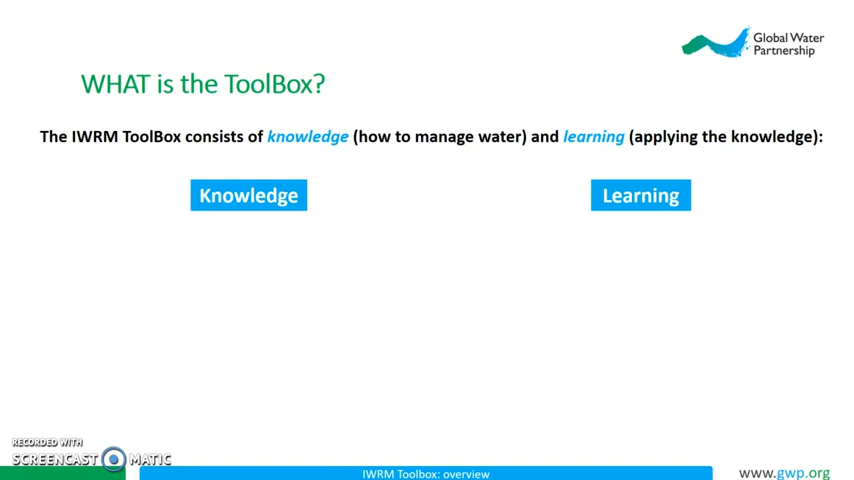 Global Water
Partnership
WHAT is the ToolBox?
The IWRM ToolBox consists of knowledge (how to manage water) and learning (applying the knowledge):
Knowledge
Learning
RECORDED WITH
SCREENCAST MATIC
IWRM Toolbox: overview
www.gwp.org